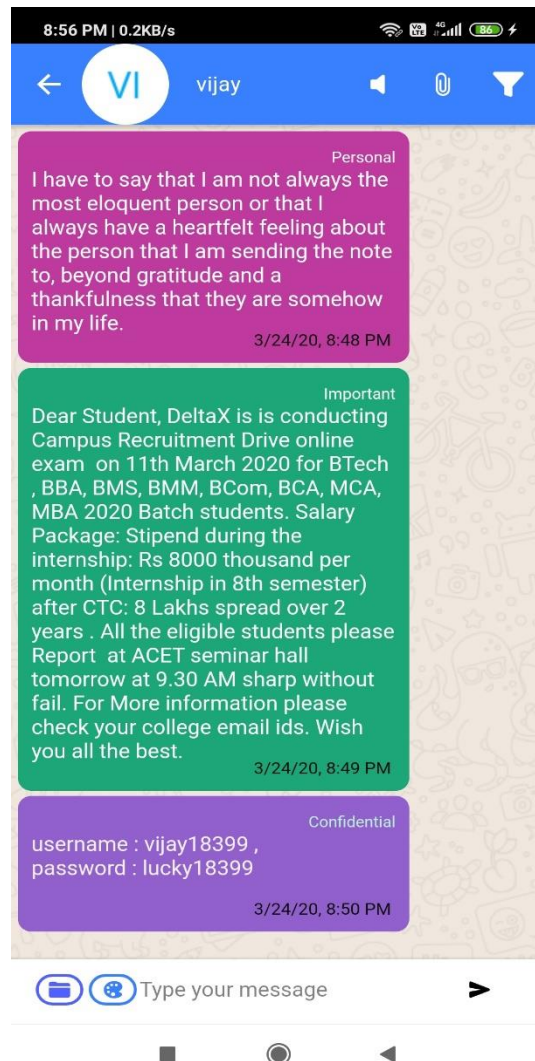 8:56 PM | 0.2KB/s
Vo LTE 4G 86
VI vijay
Personal
I have to say that I am not always the
most eloquent person or that I
always have a heartfelt feeling about
the person that I am sending the note
to, beyond gratitude and a
thankfulness that they are somehow
in my life.
3/24/20, 8:48 PM
Important
Dear Student, DeltaX is is conducting
Campus Recruitment Drive online
exam  on 11th March 2020 for BTech
, BBA, BMS, BMM, BCom, BCA, MCA,
MBA 2020 Batch students. Salary
Package: Stipend during the
internship: Rs 8000 thousand per
month (Internship in 8th semester)
after CTC: 8 Lakhs spread over 2
years . All the eligible students please
Report  at ACET seminar hall
tomorrow at 9.30 AM sharp without
fail. For More information please
check your college email ids. Wish
you all the best.
3/24/20, 8:49 PM
Confidential
username : vijay18399 ,
password : lucky18399
3/24/20, 8:50 PM
Type your message